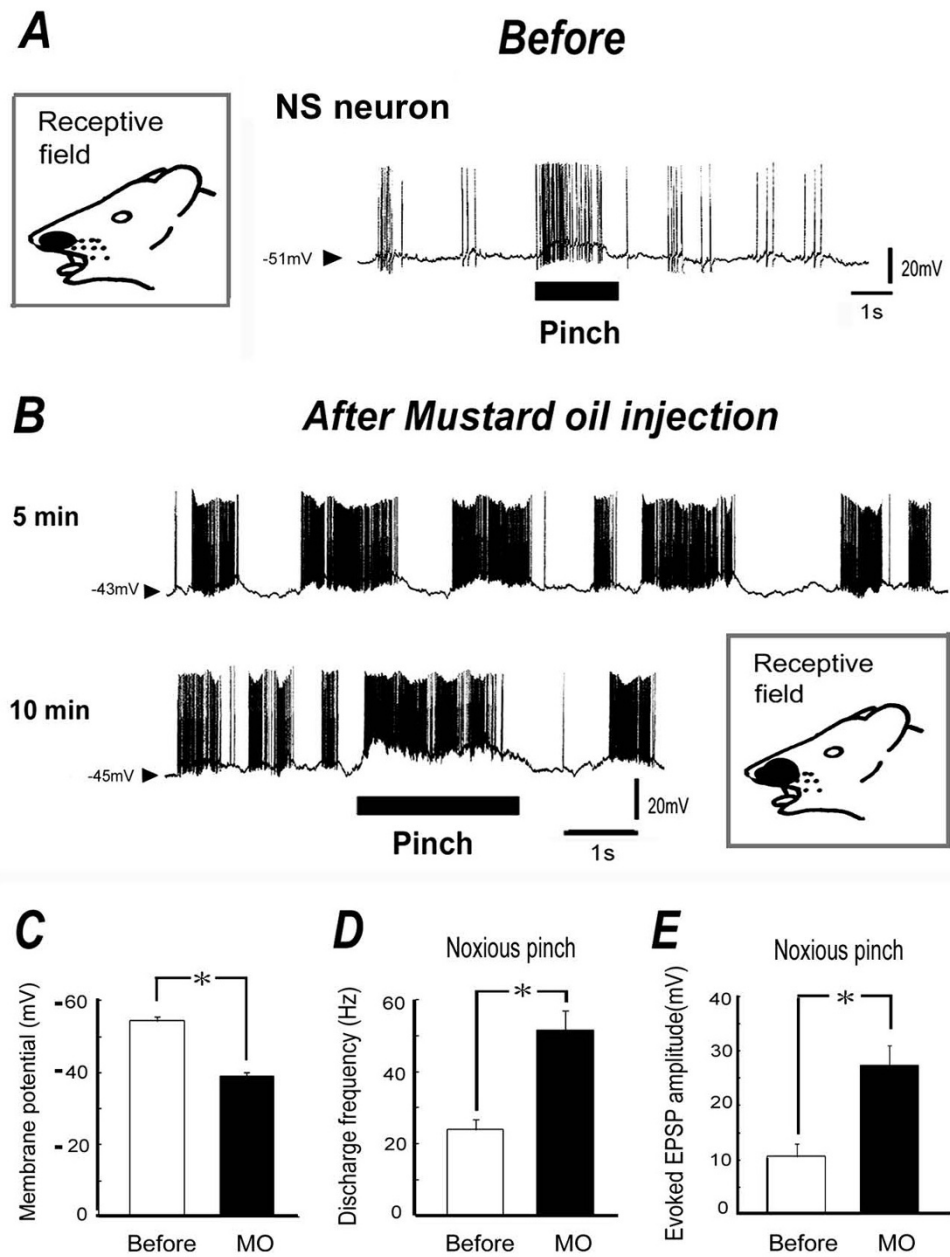 A
Before
Receptive
field
NS neuron
-51mV
20mV
1s
Pinch
B
After Mustard oil injection
5 min
-43mV
10 min
-45mV
20mV
Pinch
1s
Receptive
field
C
Membrane potential (mV)
-60
-40
-20
0
*
Before MO
D
Noxious pinch
Discharge frequency (Hz)
60
40
20
0
*
Before MO
E
Noxious pinch
Evoked EPSP amplitude(mV)
40
30
20
10
0
*
Before MO